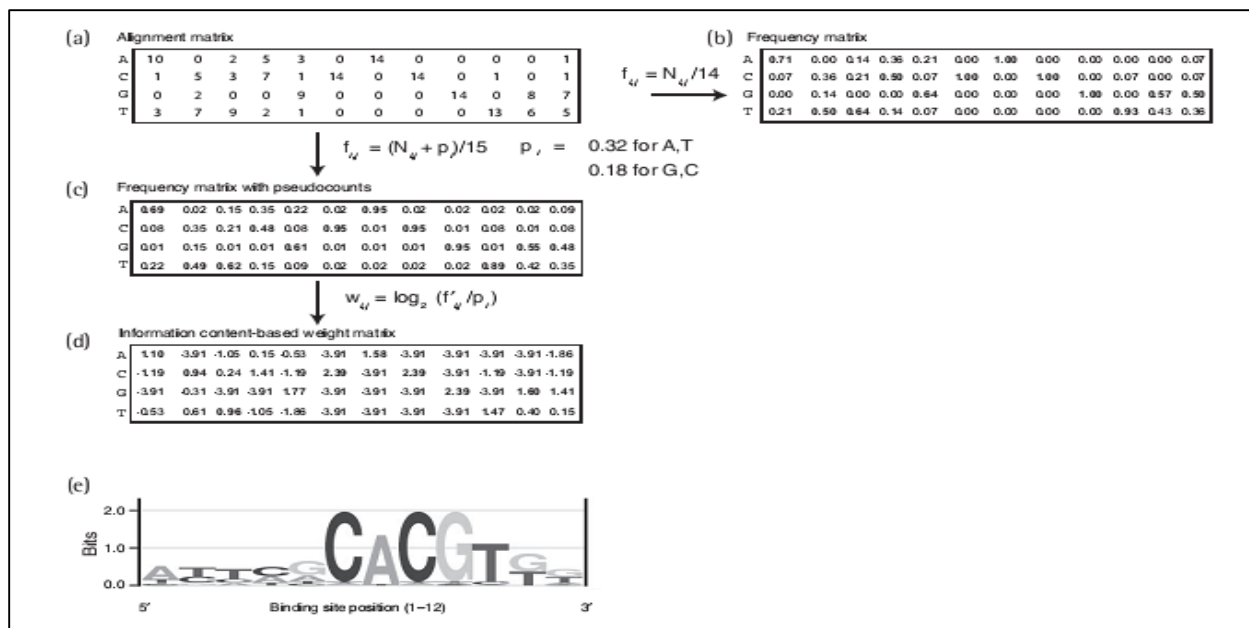 (a) Alignment matrix
A 10 0 2 5 3 0 14 0 0 0 0 1
C 1 5 3 7 1 14 0 14 0 1 0 1
G 0 2 0 0 9 0 0 0 14 0 8 7
T 3 7 9 2 1 0 0 0 0 13 6 5
f_ij = N_ij/14
(b) Frequency matrix
A 0.71 0.00 0.14 0.36 0.21 0.00 1.00 0.00 0.00 0.00 0.00 0.07
C 0.07 0.36 0.21 0.50 0.07 1.00 0.00 1.00 0.00 0.07 0.00 0.07
G 0.00 0.14 0.00 0.00 0.64 0.00 0.00 0.00 1.00 0.00 0.57 0.50
T 0.21 0.50 0.64 0.14 0.07 0.00 0.00 0.00 0.00 0.93 0.43 0.36
f'_ij = (N_ij + p_i)/15 p_i = 0.32 for A,T
0.18 for G,C
(c) Frequency matrix with pseudocounts
A 0.69 0.02 0.15 0.35 0.22 0.02 0.95 0.02 0.02 0.02 0.02 0.09
C 0.08 0.35 0.21 0.48 0.08 0.95 0.01 0.95 0.01 0.08 0.01 0.08
G 0.01 0.15 0.01 0.01 0.61 0.01 0.01 0.01 0.95 0.01 0.55 0.48
T 0.22 0.49 0.62 0.15 0.09 0.02 0.02 0.02 0.02 0.89 0.42 0.35
w_ij = log₂ (f'_ij/p_i)
(d) Information content-based weight matrix
A 1.10 -3.91 -1.05 0.15 -0.53 -3.91 1.58 -3.91 -3.91 -3.91 -3.91 -1.86
C -1.19 0.94 0.24 1.41 -1.19 2.39 -3.91 2.39 -3.91 -1.19 -3.91 -1.19
G -3.91 -0.31 -3.91 -3.91 1.77 -3.91 -3.91 -3.91 2.39 -3.91 1.60 1.41
T -0.53 0.61 0.96 -1.05 -1.86 -3.91 -3.91 -3.91 -3.91 1.47 0.40 0.15
(e)
2.0
Bits 1.0
0.0
A T T C G C A C G T G G
T C C A A T T
5′ Binding site position (1–12) 3′